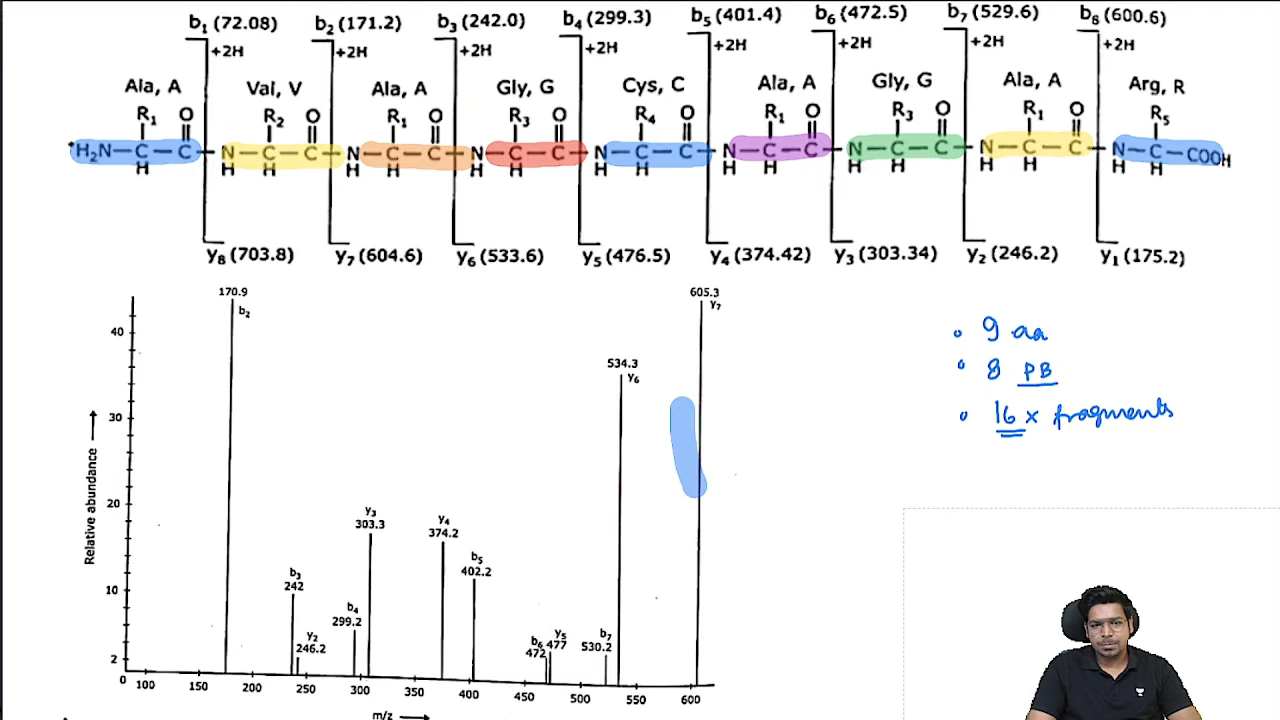 b1 (72.08) b2 (171.2) b3 (242.0) b4 (299.3) b5 (401.4) b6 (472.5) b7 (529.6) b8 (600.6)
+2H +2H +2H +2H +2H +2H +2H +2H
Ala, A Val, V Ala, A Gly, G Cys, C Ala, A Gly, G Ala, A Arg, R
R1 O R2 O R1 O R3 O R4 O R1 O R3 O R1 O R5
H2N—C—C—N—C—C—N—C—C—N—C—C—N—C—C—N—C—C—N—C—C—N—C—C—N—C—COOH
H H H H H H H H H H H H H H H H H
y8 (703.8) y7 (604.6) y6 (533.6) y5 (476.5) y4 (374.42) y3 (303.34) y2 (246.2) y1 (175.2)
170.9 605.3
b2 y7
40
534.3
y6
30
20
y3
303.3
y4
374.2
b5
402.2
10
b3
242
b4
299.2
y2
246.2
b6 y5
472 477
b7
530.2
2
0 100 150 200 250 300 350 400 450 500 550 600
Relative abundance
m/z
9 aa
8 PB
16 x fragments